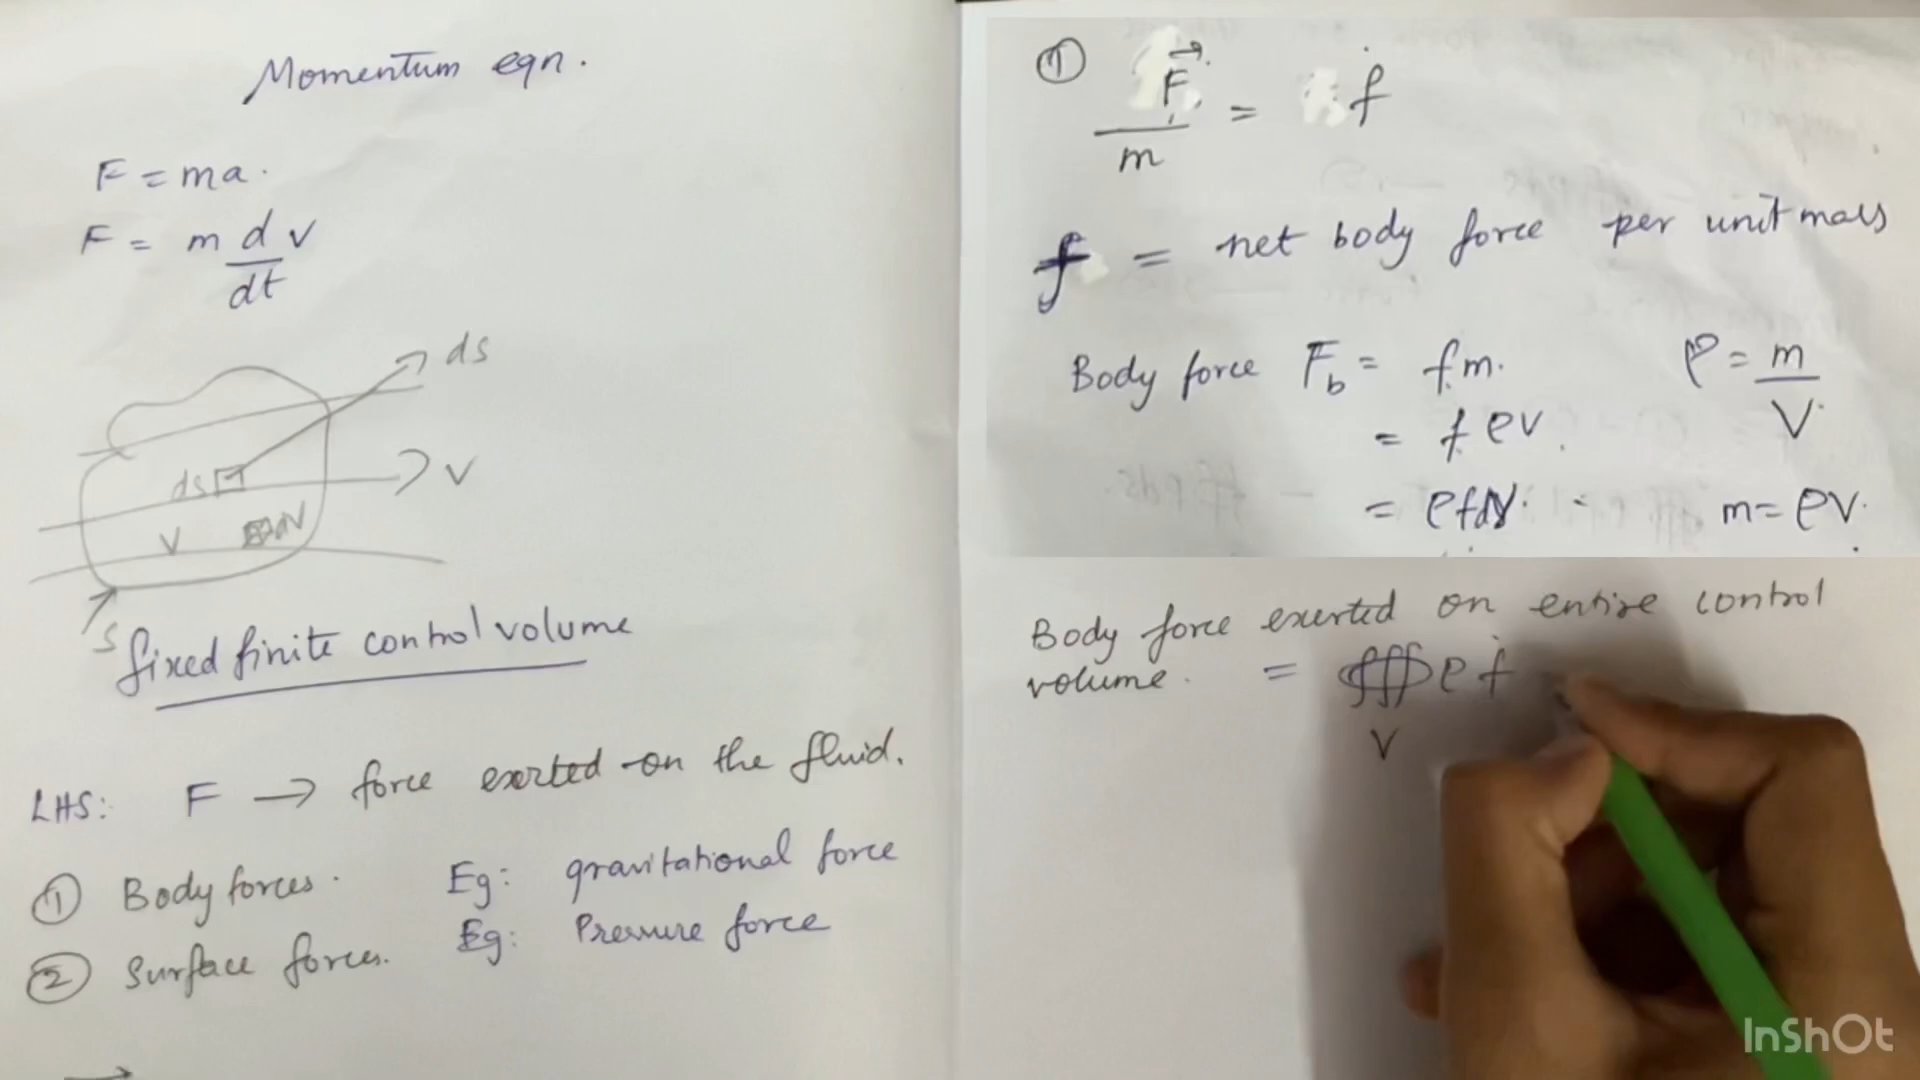 Momentum eqn.
F = ma.
F = m d/dt v
ds
ds
V
V
dV
S
fixed finite control volume
LHS: F → force exerted on the fluid.
① Body forces. Eg: gravitational force
② Surface forces. Eg: Pressure force
① F⃗/m = f
f = net body force per unit mass
Body force F_b = fm. ρ = m/V
= fρV.
= ρfdV. m = ρV.
Body force exerted on entire control
volume. = ∰ ρ f
V
InShOt